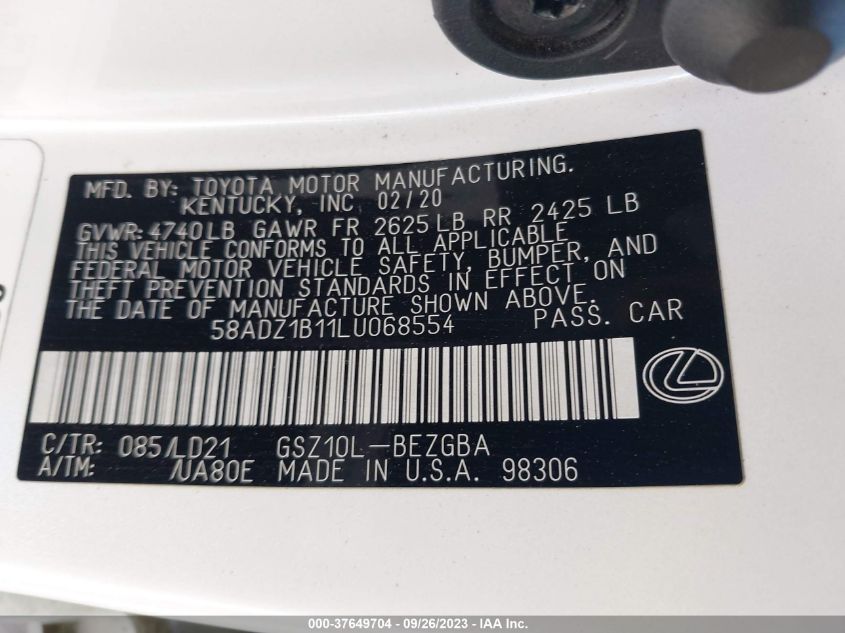 MFD. BY: TOYOTA MOTOR MANUFACTURING.
KENTUCKY, INC 02/20
GVWR: 4740LB GAWR FR 2625LB RR 2425 LB
THIS VEHICLE CONFORMS TO ALL APPLICABLE
FEDERAL MOTOR VEHICLE SAFETY, BUMPER, AND
THEFT PREVENTION STANDARDS IN EFFECT ON
THE DATE OF MANUFACTURE SHOWN ABOVE.
58ADZ1B11LU068554 PASS. CAR
C/TR: 085/LD21 GSZ10L-BEZGBA
A/TM: /UA80E MADE IN U.S.A. 98306
000-37649704 - 09/26/2023 - IAA Inc.